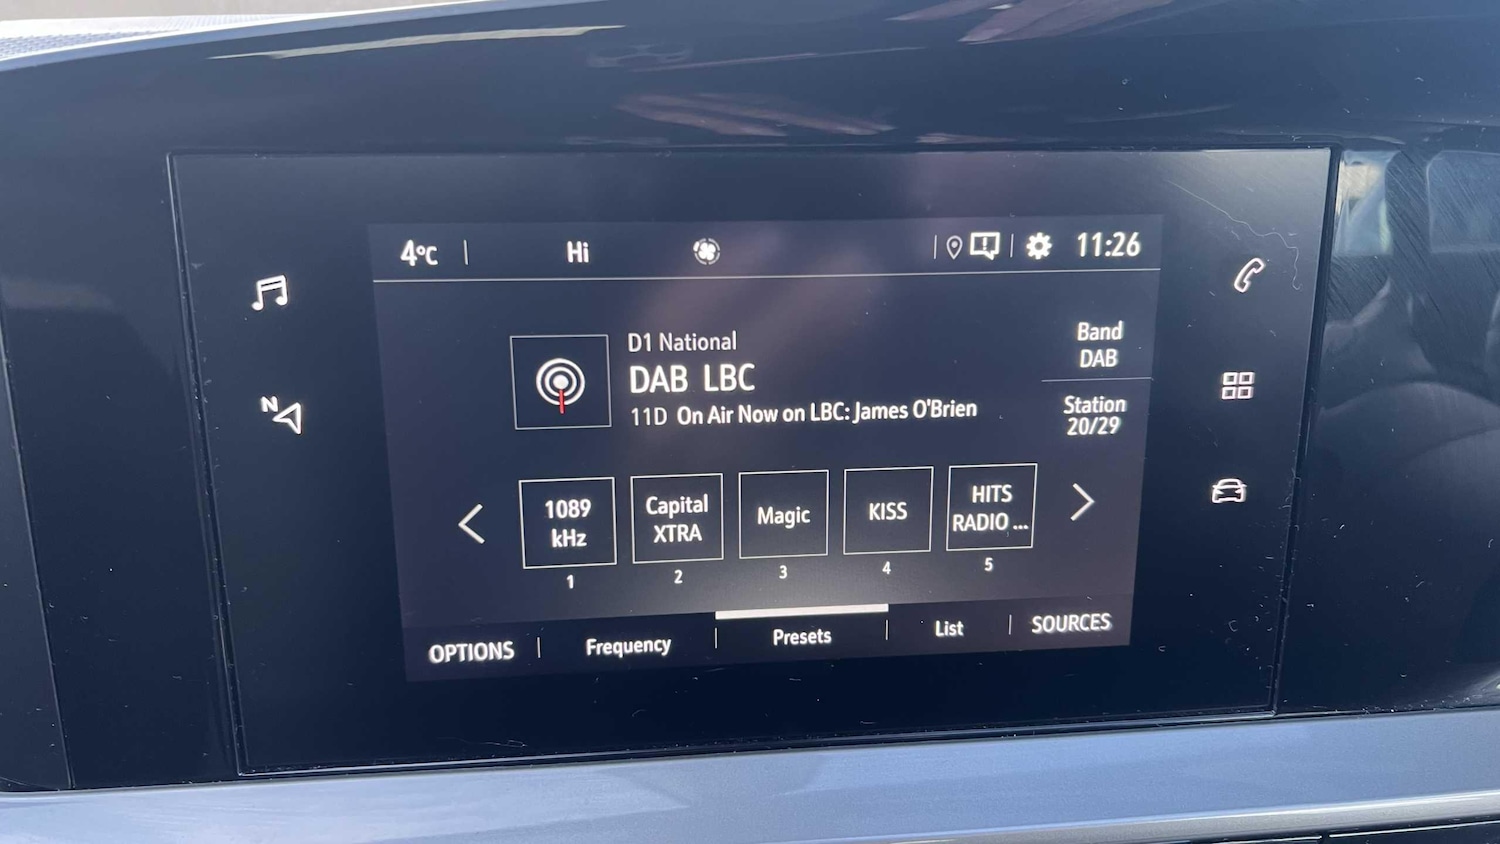 4°C Hi 11:26
D1 National
DAB LBC
11D On Air Now on LBC: James O'Brien
Band
DAB
Station
20/29
N
1089
kHz
Capital
XTRA
Magic
KISS
HITS
RADIO ...
1 2 3 4 5
OPTIONS Frequency Presets List SOURCES